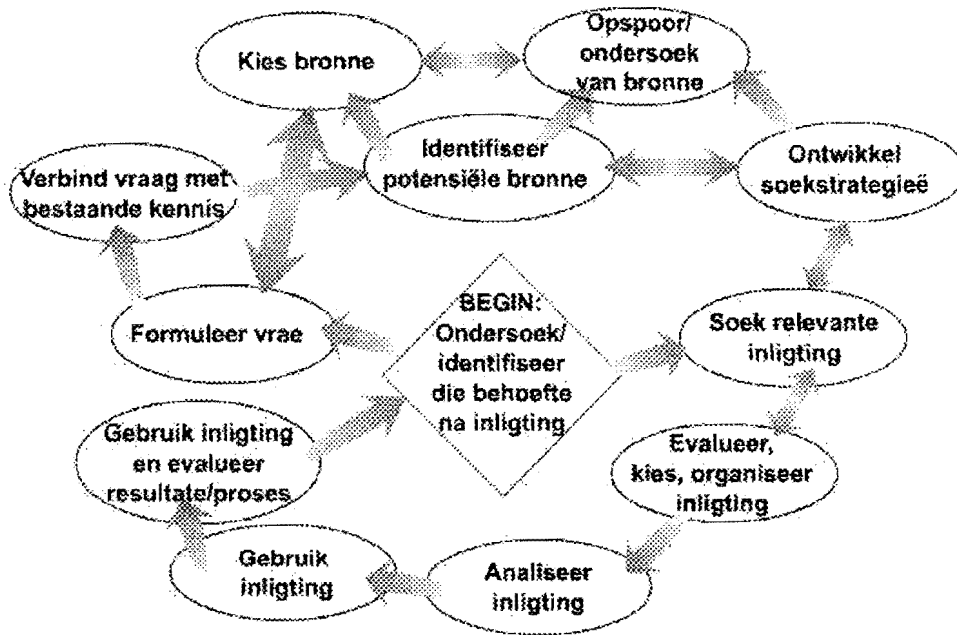 Kies bronne
Opspoor/
ondersoek
van bronne
Identifiseer
potensiële bronne
Ontwikkel
soekstrategieë
Verbind vraag met
bestaande kennis
Formuleer vrae
BEGIN:
Ondersoek/
identifiseer
die behoefte
na inligting
Soek relevante
inligting
Gebruik inligting
en evalueer
resultate/proses
Evalueer,
kies, organiseer
inligting
Gebruik
inligting
Analiseer
inligting